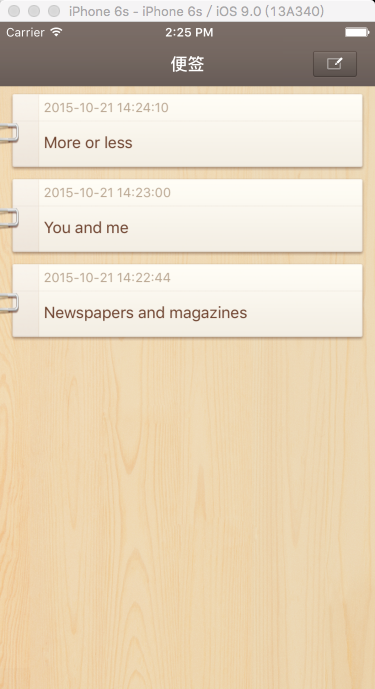 iPhone 6s - iPhone 6s / iOS 9.0 (13A340)
Carrier 2:25 PM
便签
2015-10-21 14:24:10
More or less
2015-10-21 14:23:00
You and me
2015-10-21 14:22:44
Newspapers and magazines